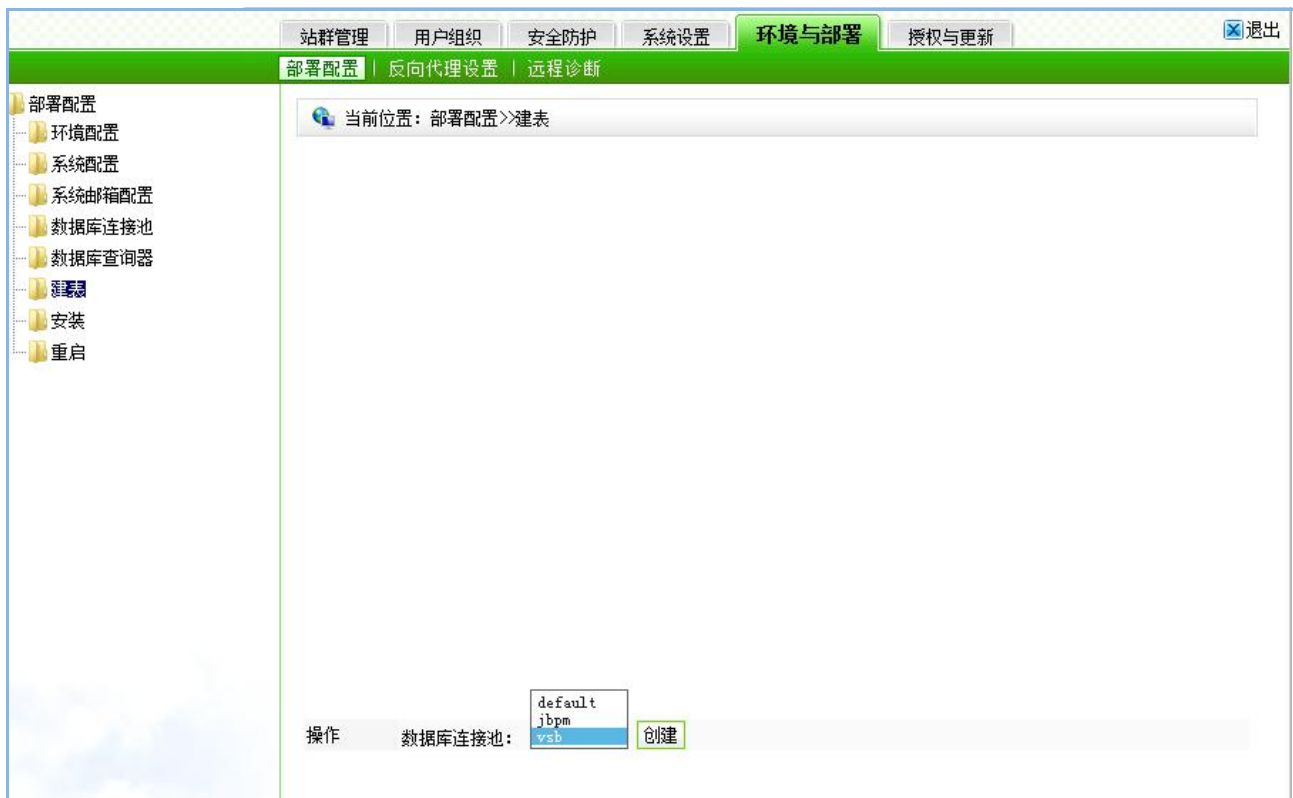 站群管理 用户组织 安全防护 系统设置 环境与部署 授权与更新 退出
部署配置 | 反向代理设置 | 远程诊断
部署配置
环境配置
系统配置
系统邮箱配置
数据库连接池
数据库查询器
建表
安装
重启
当前位置：部署配置>>建表
default
jbpm
vsb
操作 数据库连接池： 创建